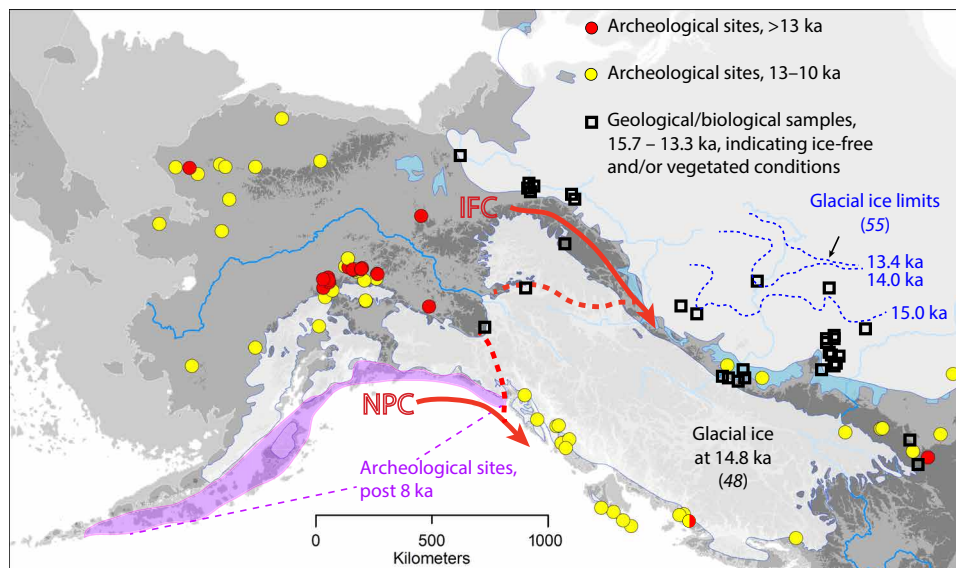 Archeological sites, >13 ka
Archeological sites, 13–10 ka
Geological/biological samples,
15.7 – 13.3 ka, indicating ice-free
and/or vegetated conditions
Glacial ice limits
(55)
IFC
13.4 ka
14.0 ka
15.0 ka
NPC
Glacial ice
at 14.8 ka
(48)
Archeological sites,
post 8 ka
0 500 1000
Kilometers